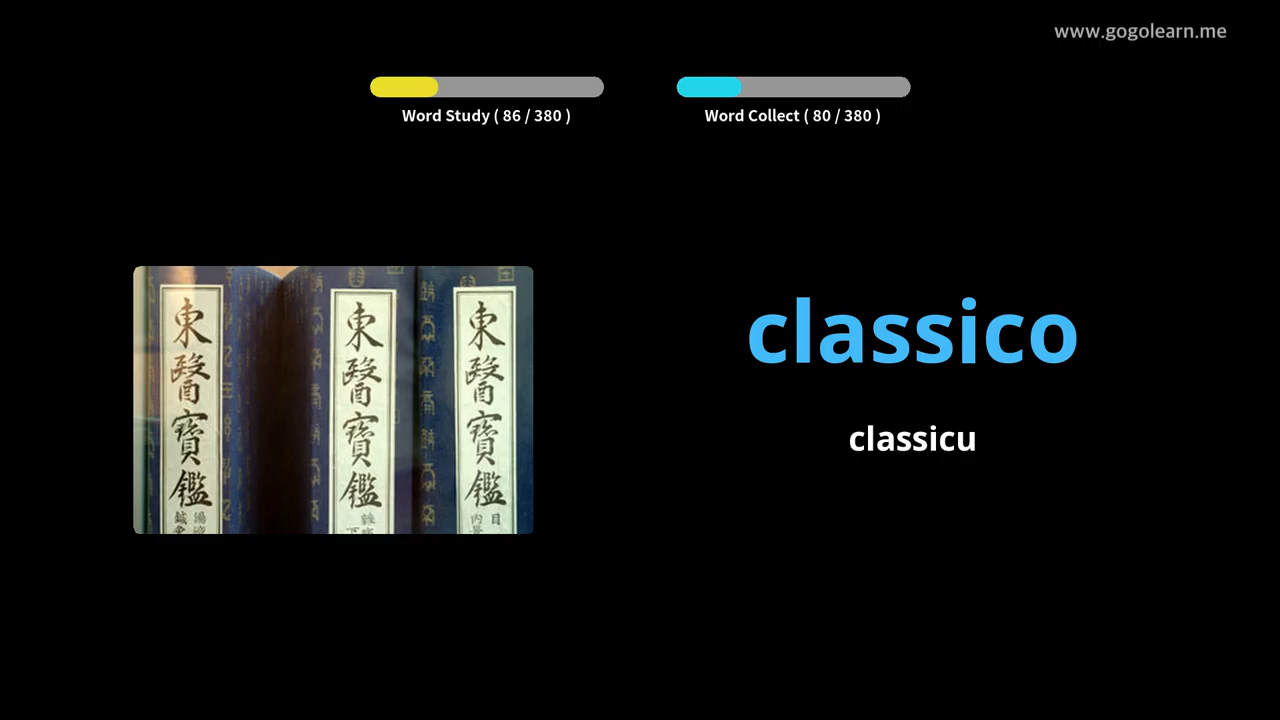 www.gogolearn.me
Word Study ( 86 / 380 )
Word Collect ( 80 / 380 )
東醫寶鑑
東醫寶鑑
東醫寶鑑
classico
classicu